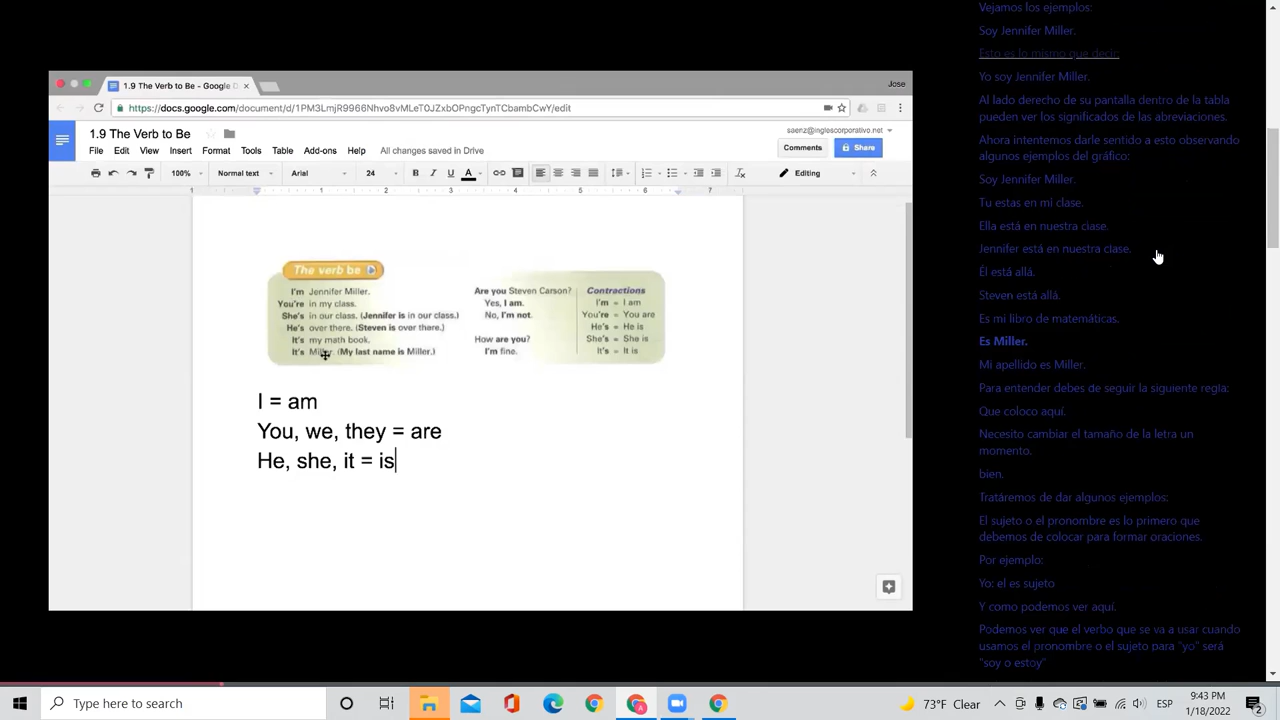 1.9 The Verb to Be - Google D
Jose
https://docs.google.com/document/d/1PM3LmjR9966Nhvo8vMLeT0JZxbOPngcTynTCbambCwY/edit
1.9 The Verb to Be
saenz@inglescorporativo.net
File Edit View Insert Format Tools Table Add-ons Help All changes saved in Drive
Comments Share
100% Normal text Arial 24 B I U A Editing
1 1 2 3 4 5 6 7
The verb be
I'm Jennifer Miller.
You're in my class.
She's in our class. (Jennifer is in our class.)
He's over there. (Steven is over there.)
It's my math book.
It's Miller. (My last name is Miller.)
Are you Steven Carson?
Yes, I am.
No, I'm not.
How are you?
I'm fine.
Contractions
I'm = I am
You're = You are
He's = He is
She's = She is
It's = It is
I = am
You, we, they = are
He, she, it = is
Vejamos los ejemplos:
Soy Jennifer Miller.
Esto es lo mismo que decir:
Yo soy Jennifer Miller.
Al lado derecho de su pantalla dentro de la tabla
pueden ver los significados de las abreviaciones.
Ahora intentemos darle sentido a esto observando
algunos ejemplos del gráfico:
Soy Jennifer Miller.
Tu estas en mi clase.
Ella está en nuestra clase.
Jennifer está en nuestra clase.
Él está allá.
Steven está allá.
Es mi libro de matemáticas.
Es Miller.
Mi apellido es Miller.
Para entender debes de seguir la siguiente regla:
Que coloco aquí.
Necesito cambiar el tamaño de la letra un
momento.
bien.
Tratáremos de dar algunos ejemplos:
El sujeto o el pronombre es lo primero que
debemos de colocar para formar oraciones.
Por ejemplo:
Yo: el es sujeto
Y como podemos ver aquí.
Podemos ver que el verbo que se va a usar cuando
usamos el pronombre o el sujeto para "yo" será
"soy o estoy"
Type here to search
73°F Clear
ESP
9:43 PM
1/18/2022
2